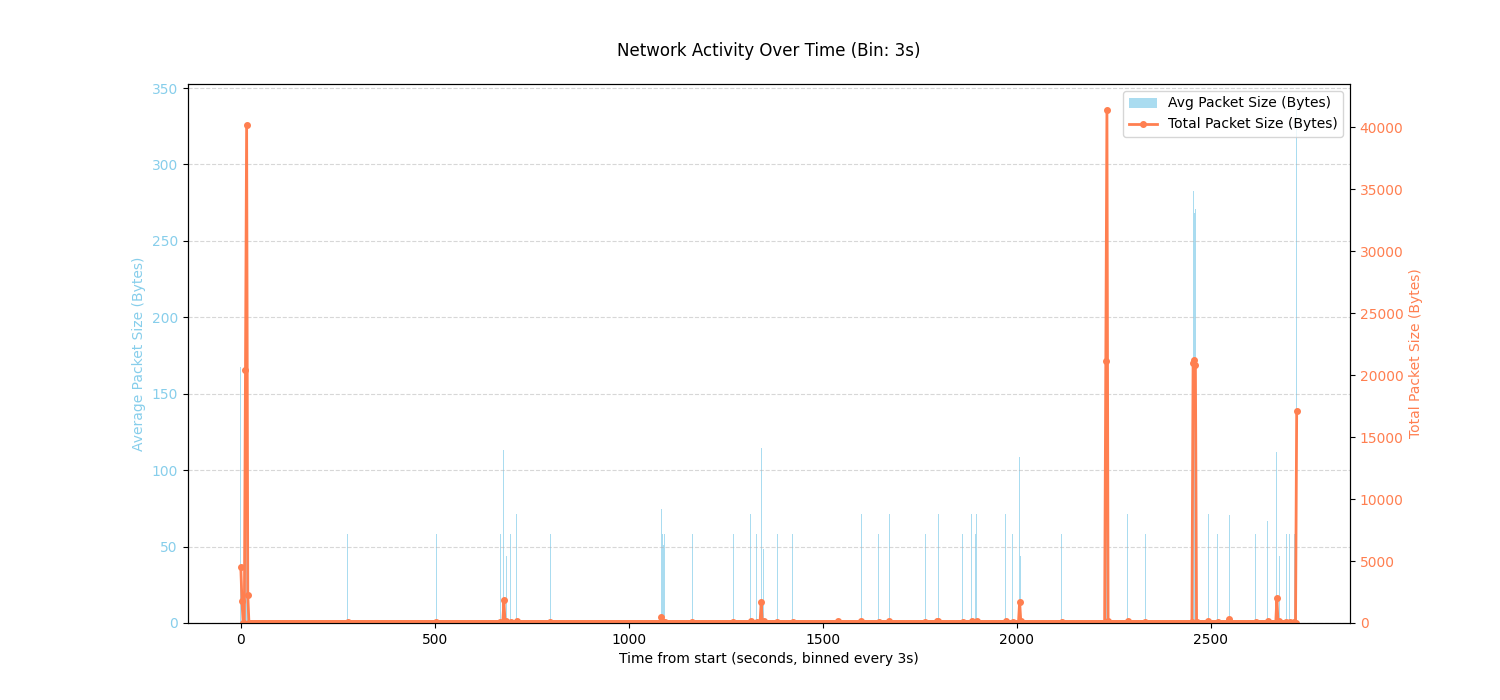 Network Activity Over Time (Bin: 3s)
Avg Packet Size (Bytes)
Total Packet Size (Bytes)
Average Packet Size (Bytes)
350
300
250
200
150
100
50
0
40000
35000
30000
25000
20000
15000
10000
5000
0
Total Packet Size (Bytes)
0 500 1000 1500 2000 2500
Time from start (seconds, binned every 3s)